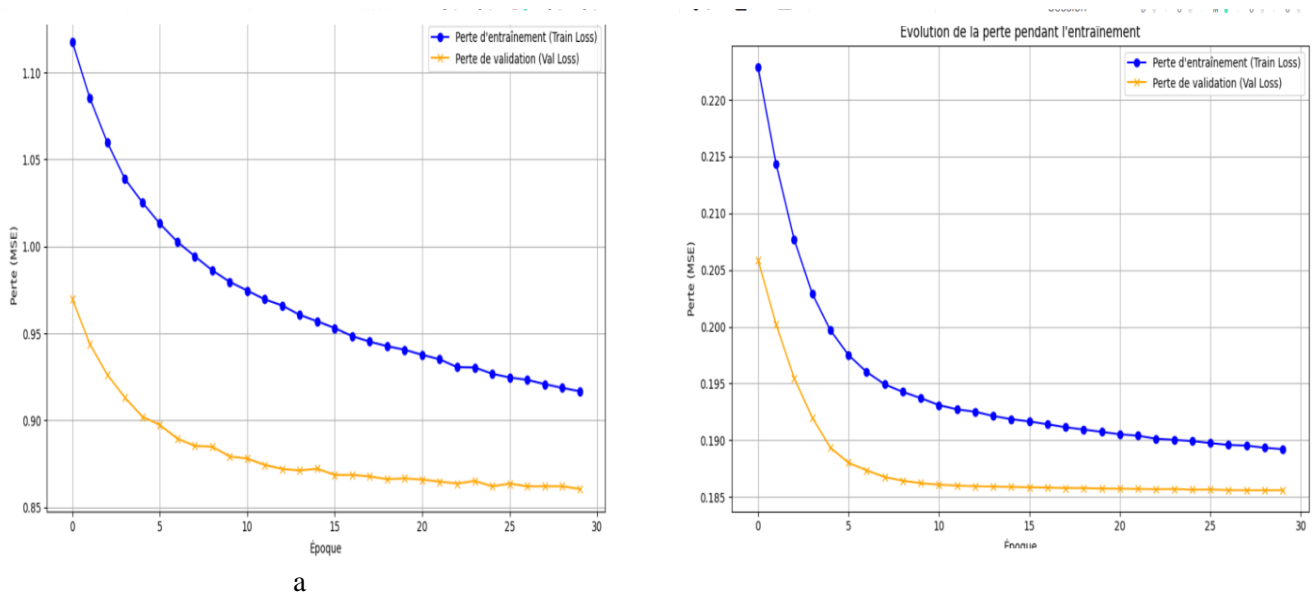 Evolution de la perte pendant l'entraînement
Perte d'entraînement (Train Loss)
Perte de validation (Val Loss)
1.10
1.05
1.00
0.95
0.90
0.85
Perte (MSE)
0 5 10 15 20 25 30
Époque
a
Perte d'entraînement (Train Loss)
Perte de validation (Val Loss)
0.220
0.215
0.210
0.205
0.200
0.195
0.190
0.185
Perte (MSE)
0 5 10 15 20 25 30
Époque